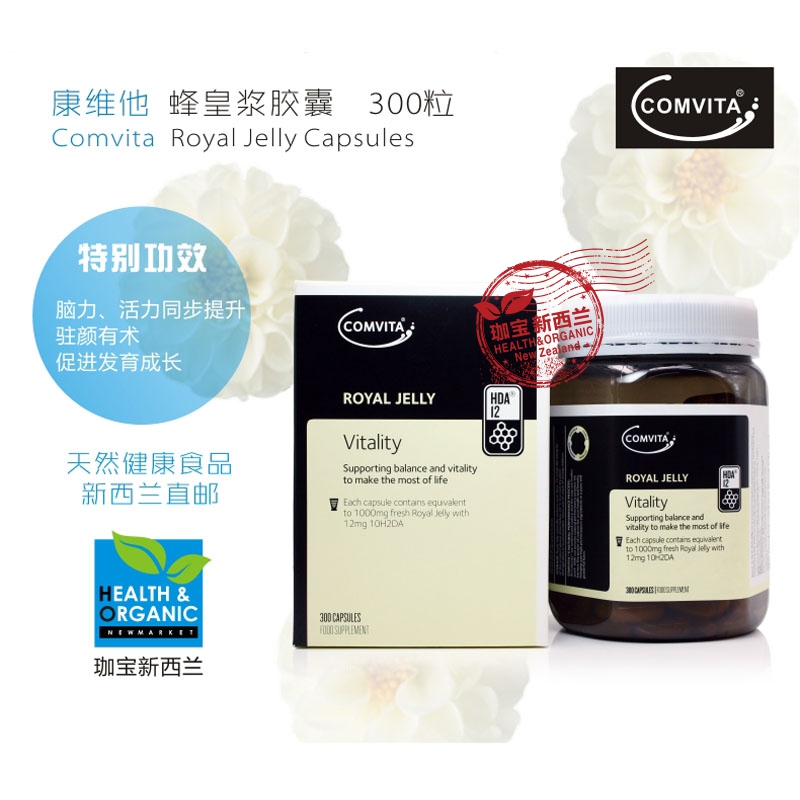 康维他 蜂皇浆胶囊 300粒
Comvita Royal Jelly Capsules
COMVITA®
特别功效
脑力、活力同步提升
驻颜有术
促进发育成长
天然健康食品
新西兰直邮
HEALTH &
ORGANIC
NEWMARKET
珈宝新西兰
珈宝新西兰
HEALTH&ORGANIC
New Zealand
COMVITA
ROYAL JELLY
HDA®
12
Vitality
Supporting balance and vitality
to make the most of life
Each capsule contains equivalent
to 1000mg fresh Royal Jelly with
12mg 10H2DA
300 CAPSULES
FOOD SUPPLEMENT
COMVITA
ROYAL JELLY
HDA®
12
Vitality
Supporting balance and
vitality to make the most of life
Each capsule contains equivalent
to 1000mg fresh Royal Jelly with
12mg 10H2DA
300 CAPSULES | FOOD SUPPLEMENT